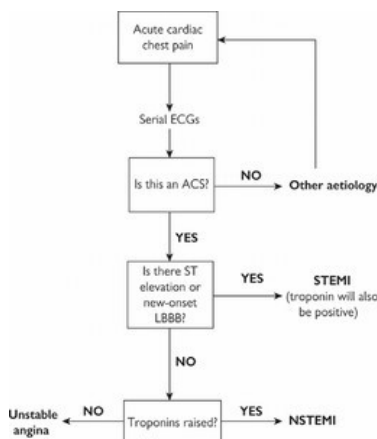 Acute cardiac
chest pain
Serial ECGs
Is this an ACS?
NO
Other aetiology
YES
Is there ST
elevation or
new-onset
LBBB?
YES
STEMI
(troponin will also
be positive)
NO
Unstable
angina
NO
Troponins raised?
YES
NSTEMI